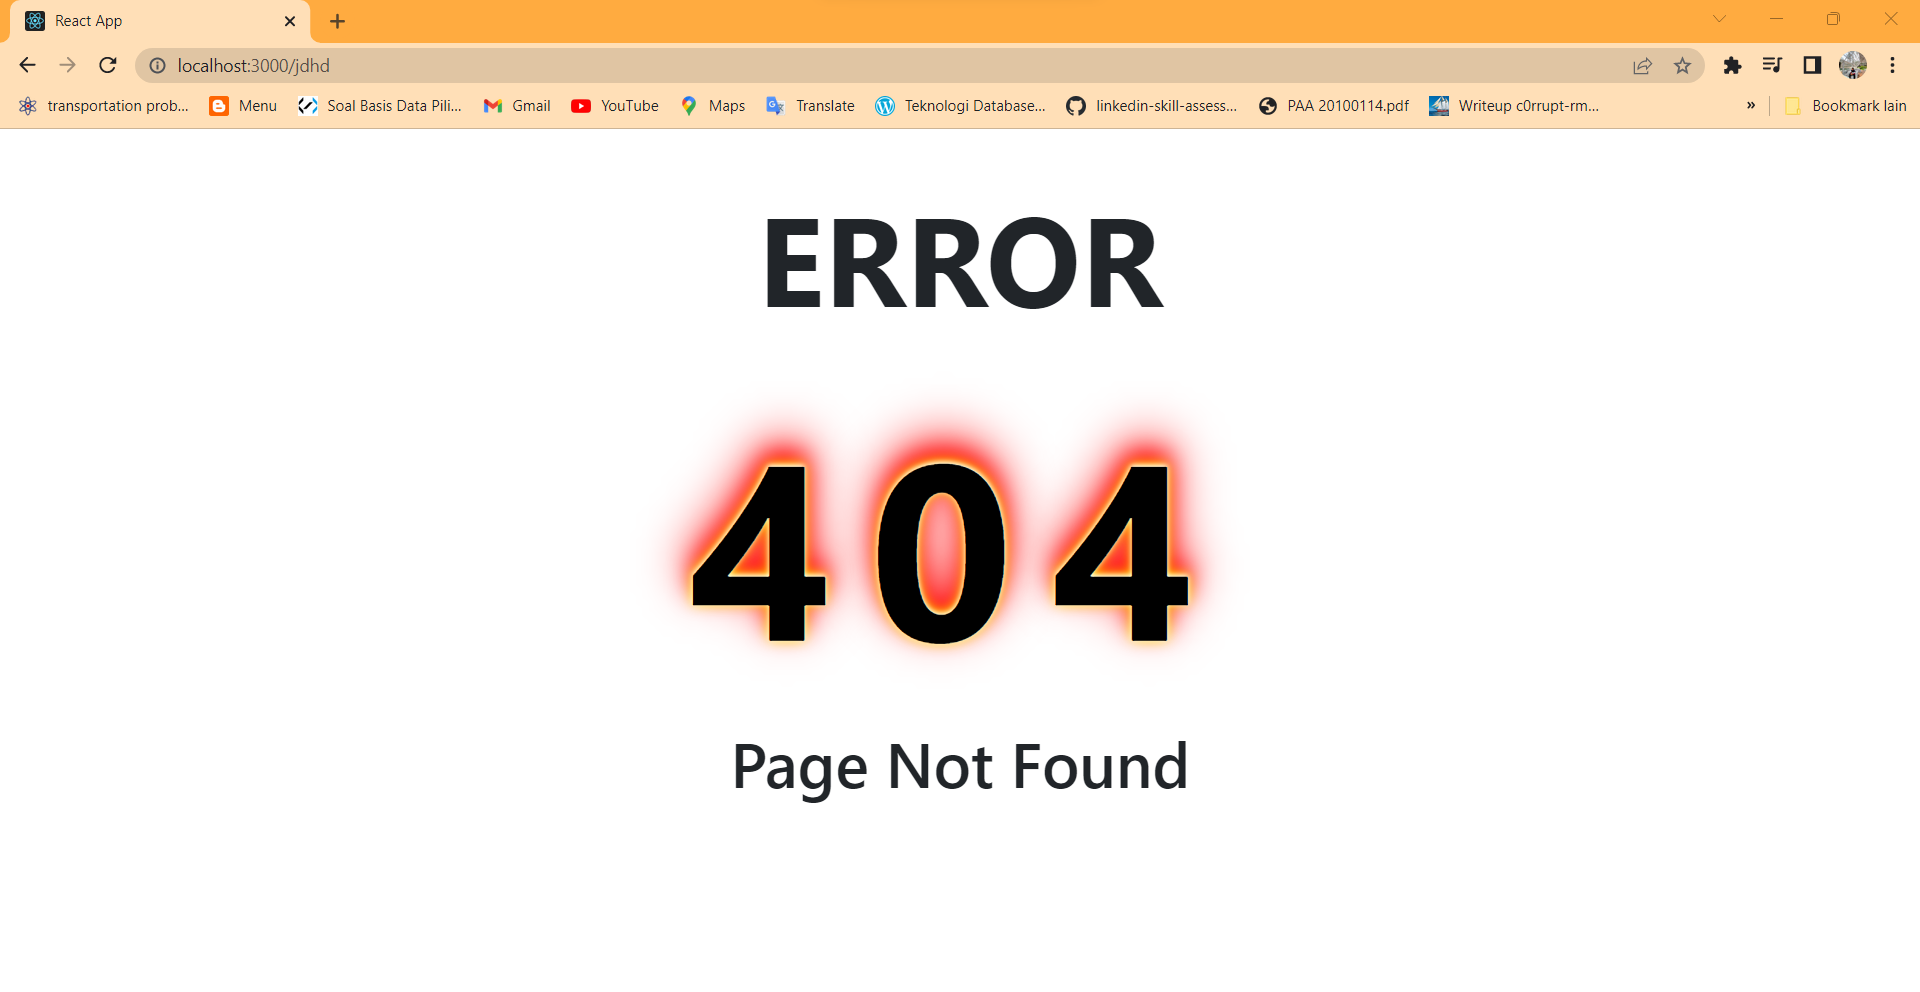 React App
localhost:3000/jdhd
transportation prob... Menu Soal Basis Data Pili... Gmail YouTube Maps Translate Teknologi Database... linkedin-skill-assess... PAA 20100114.pdf Writeup c0rrupt-rm... » Bookmark lain
ERROR
404
Page Not Found